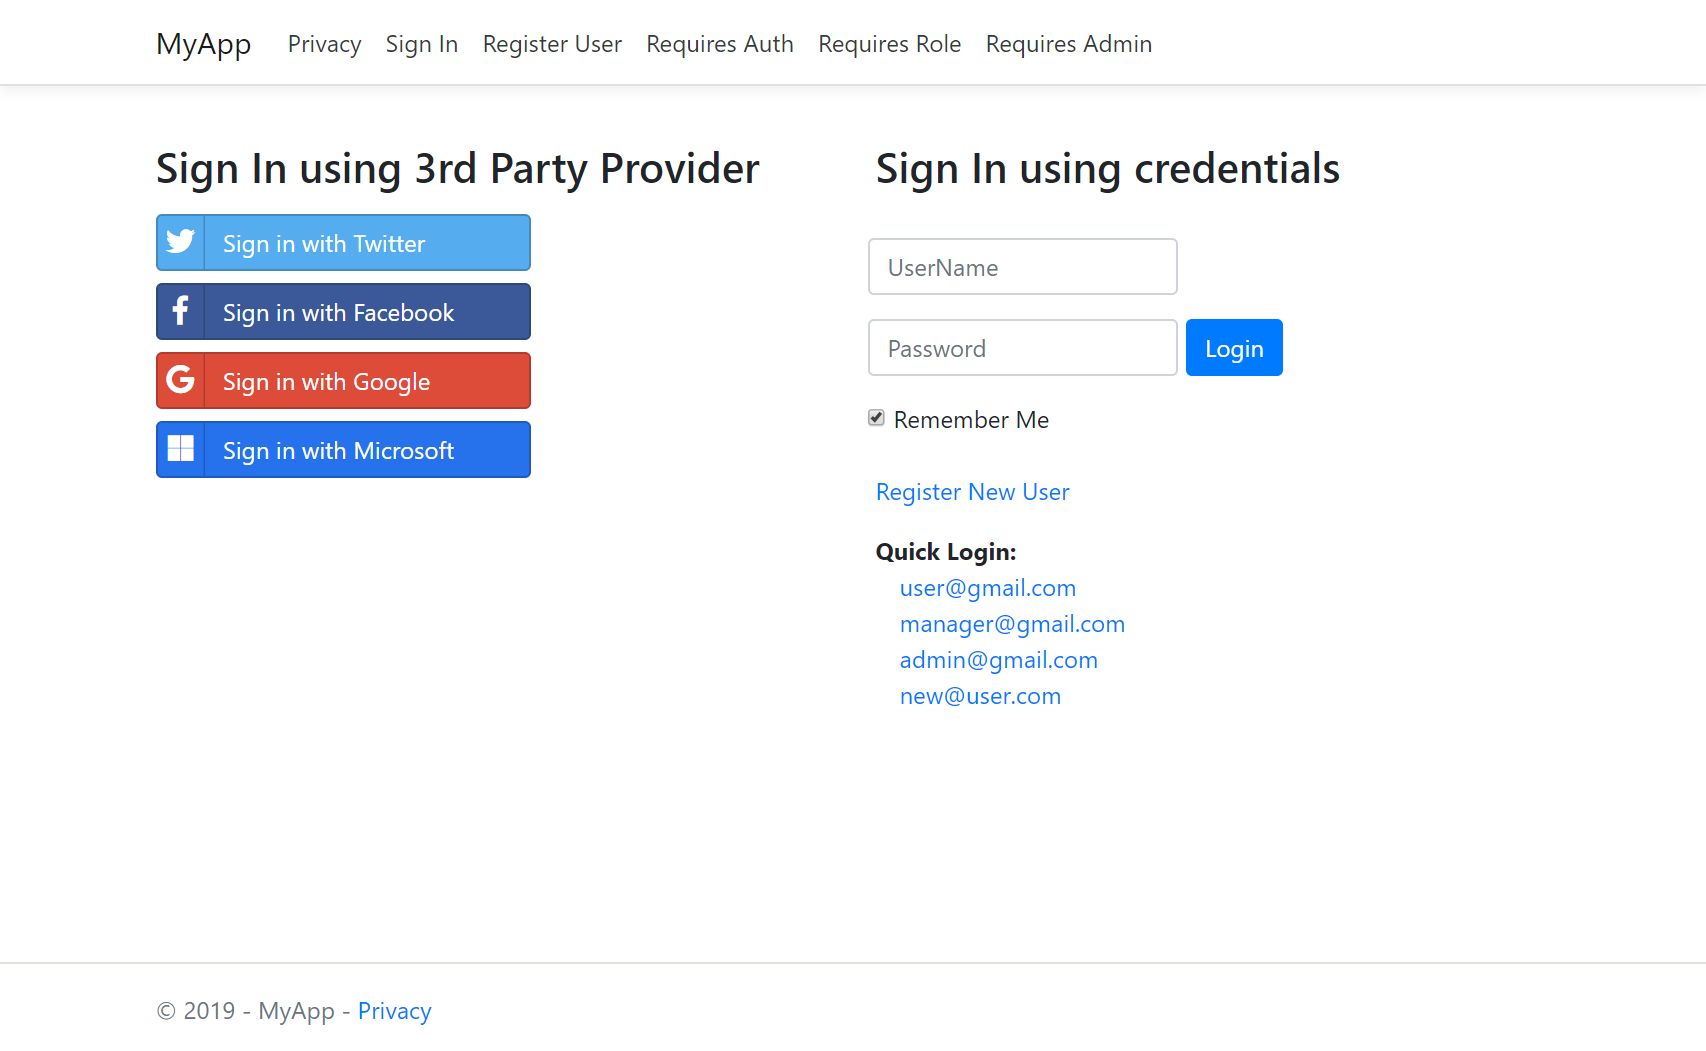 MyApp Privacy Sign In Register User Requires Auth Requires Role Requires Admin
Sign In using 3rd Party Provider
Sign in with Twitter
Sign in with Facebook
Sign in with Google
Sign in with Microsoft
Sign In using credentials
UserName
Password Login
Remember Me
Register New User
Quick Login:
user@gmail.com
manager@gmail.com
admin@gmail.com
new@user.com
© 2019 - MyApp - Privacy